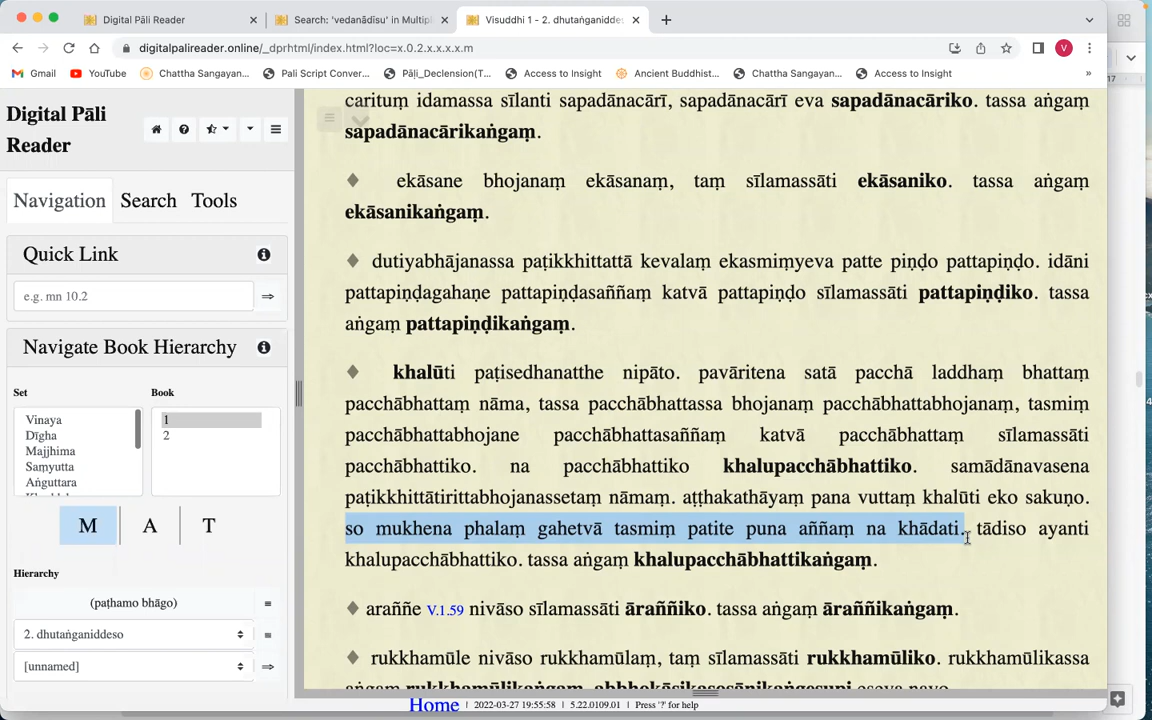 Digital Pāli Reader
Search: 'vedanādīsu' in Multipl
Visuddhi 1 - 2. dhutaṅganiddes
digitalpalireader.online/_dprhtml/index.html?loc=x.0.2.x.x.x.x.m
V
Gmail
YouTube
Chattha Sangayan...
Pali Script Conver...
Pāḷi_Declension(T...
Access to Insight
Ancient Buddhist...
Chattha Sangayan...
Access to Insight
»
17
Digital Pāli
Reader
Navigation
Search
Tools
Quick Link
e.g. mn 10.2
Navigate Book Hierarchy
Set
Book
Vinaya
Dīgha
Majjhima
Saṃyutta
Aṅguttara
1
2
M
A
T
Hierarchy
(paṭhamo bhāgo)
2. dhutaṅganiddeso
[unnamed]
carituṃ idamassa sīlanti sapadānacārī, sapadānacārī eva sapadānacāriko. tassa aṅgaṃ
sapadānacārikaṅgaṃ.
ekāsane bhojanaṃ ekāsanaṃ, taṃ sīlamassāti ekāsaniko. tassa aṅgaṃ
ekāsanikaṅgaṃ.
dutiyabhājanassa paṭikkhittattā kevalaṃ ekasmiṃyeva patte piṇḍo pattapiṇḍo. idāni
pattapiṇḍagahaṇe pattapiṇḍasaññaṃ katvā pattapiṇḍo sīlamassāti pattapiṇḍiko. tassa
aṅgaṃ pattapiṇḍikaṅgaṃ.
khalūti paṭisedhanatthe nipāto. pavāritena satā pacchā laddhaṃ bhattaṃ
pacchābhattaṃ nāma, tassa pacchābhattassa bhojanaṃ pacchābhattabhojanaṃ, tasmiṃ
pacchābhattabhojane pacchābhattasaññaṃ katvā pacchābhattaṃ sīlamassāti
pacchābhattiko. na pacchābhattiko khalupacchābhattiko. samādānavasena
paṭikkhittātirittabhojanassetaṃ nāmaṃ. aṭṭhakathāyaṃ pana vuttaṃ khalūti eko sakuṇo.
so mukhena phalaṃ gahetvā tasmiṃ patite puna aññaṃ na khādati. tādiso ayanti
khalupacchābhattiko. tassa aṅgaṃ khalupacchābhattikaṅgaṃ.
araññe V.1.59 nivāso sīlamassāti āraññiko. tassa aṅgaṃ āraññikaṅgaṃ.
rukkhamūle nivāso rukkhamūlaṃ, taṃ sīlamassāti rukkhamūliko. rukkhamūlikassa
aṅgaṃ rukkhamūlikaṅgaṃ. abbhokāsikasosānikaṅgesupi eseva nayo.
Home | 2022-03-27 19:55:58 | 5.22.0109.01 | Press '?' for help